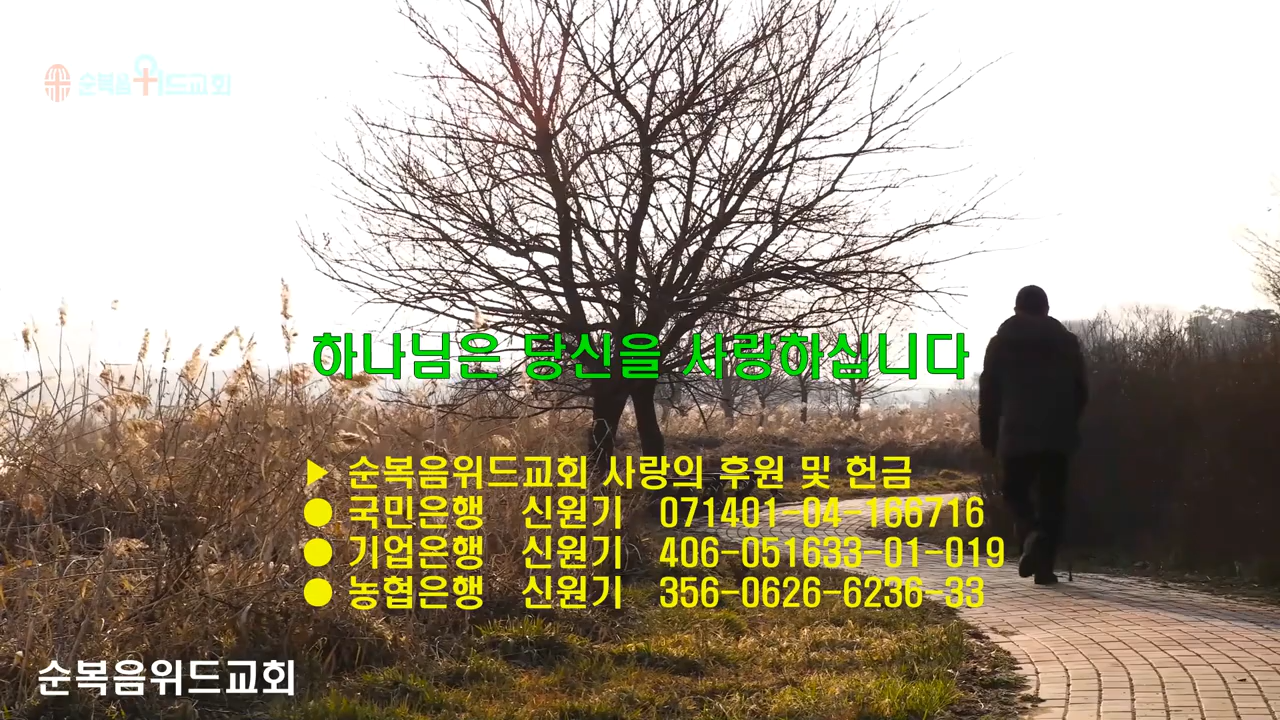 순복음위드교회
하나님은 당신을 사랑하십니다
▶ 순복음위드교회 사랑의 후원 및 헌금
● 국민은행 신원기 071401-04-166716
● 기업은행 신원기 406-051633-01-019
● 농협은행 신원기 356-0626-6236-33
순복음위드교회